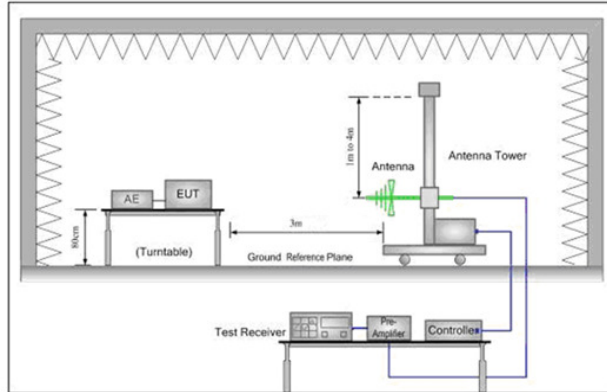 1m to 4m
Antenna
Antenna Tower
AE
EUT
80cm
(Turntable)
3m
Ground Reference Plane
Test Receiver
Pre-
Amplifier
Controller